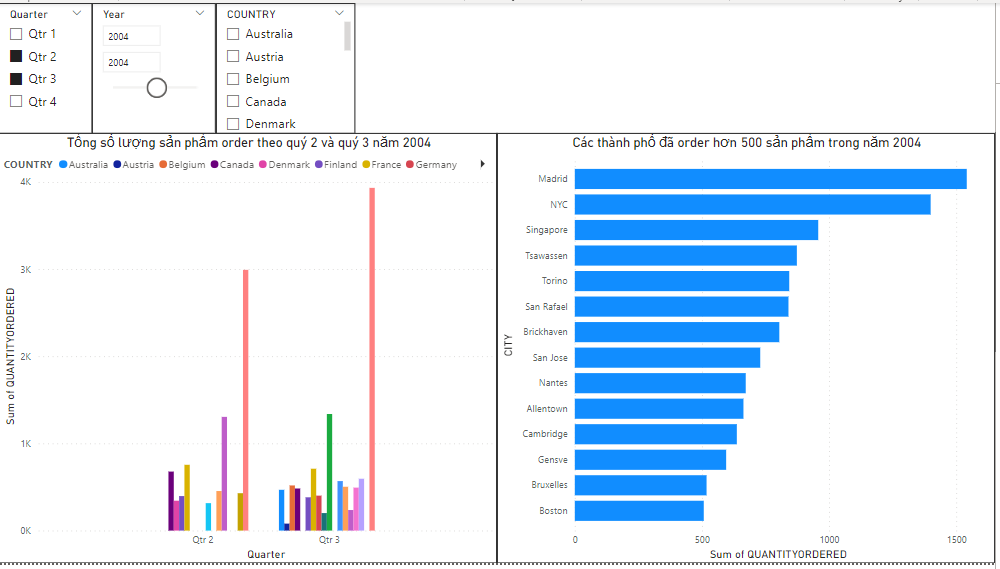 Quarter
Qtr 1
Qtr 2
Qtr 3
Qtr 4
Year
2004
2004
COUNTRY
Australia
Austria
Belgium
Canada
Denmark
Tổng số lượng sản phẩm order theo quý 2 và quý 3 năm 2004
COUNTRY Australia Austria Belgium Canada Denmark Finland France Germany
4K
3K
2K
1K
0K
Sum of QUANTITYORDERED
Qtr 2 Qtr 3
Quarter
Các thành phố đã order hơn 500 sản phẩm trong năm 2004
CITY
Madrid
NYC
Singapore
Tsawassen
Torino
San Rafael
Brickhaven
San Jose
Nantes
Allentown
Cambridge
Gensve
Bruxelles
Boston
0 500 1000 1500
Sum of QUANTITYORDERED